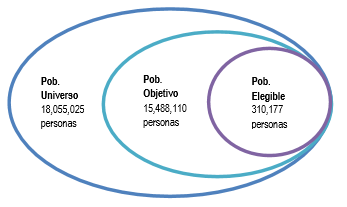 Pob.
Universo
18,055,025
personas
Pob.
Objetivo
15,488,110
personas
Pob.
Elegible
310,177
personas